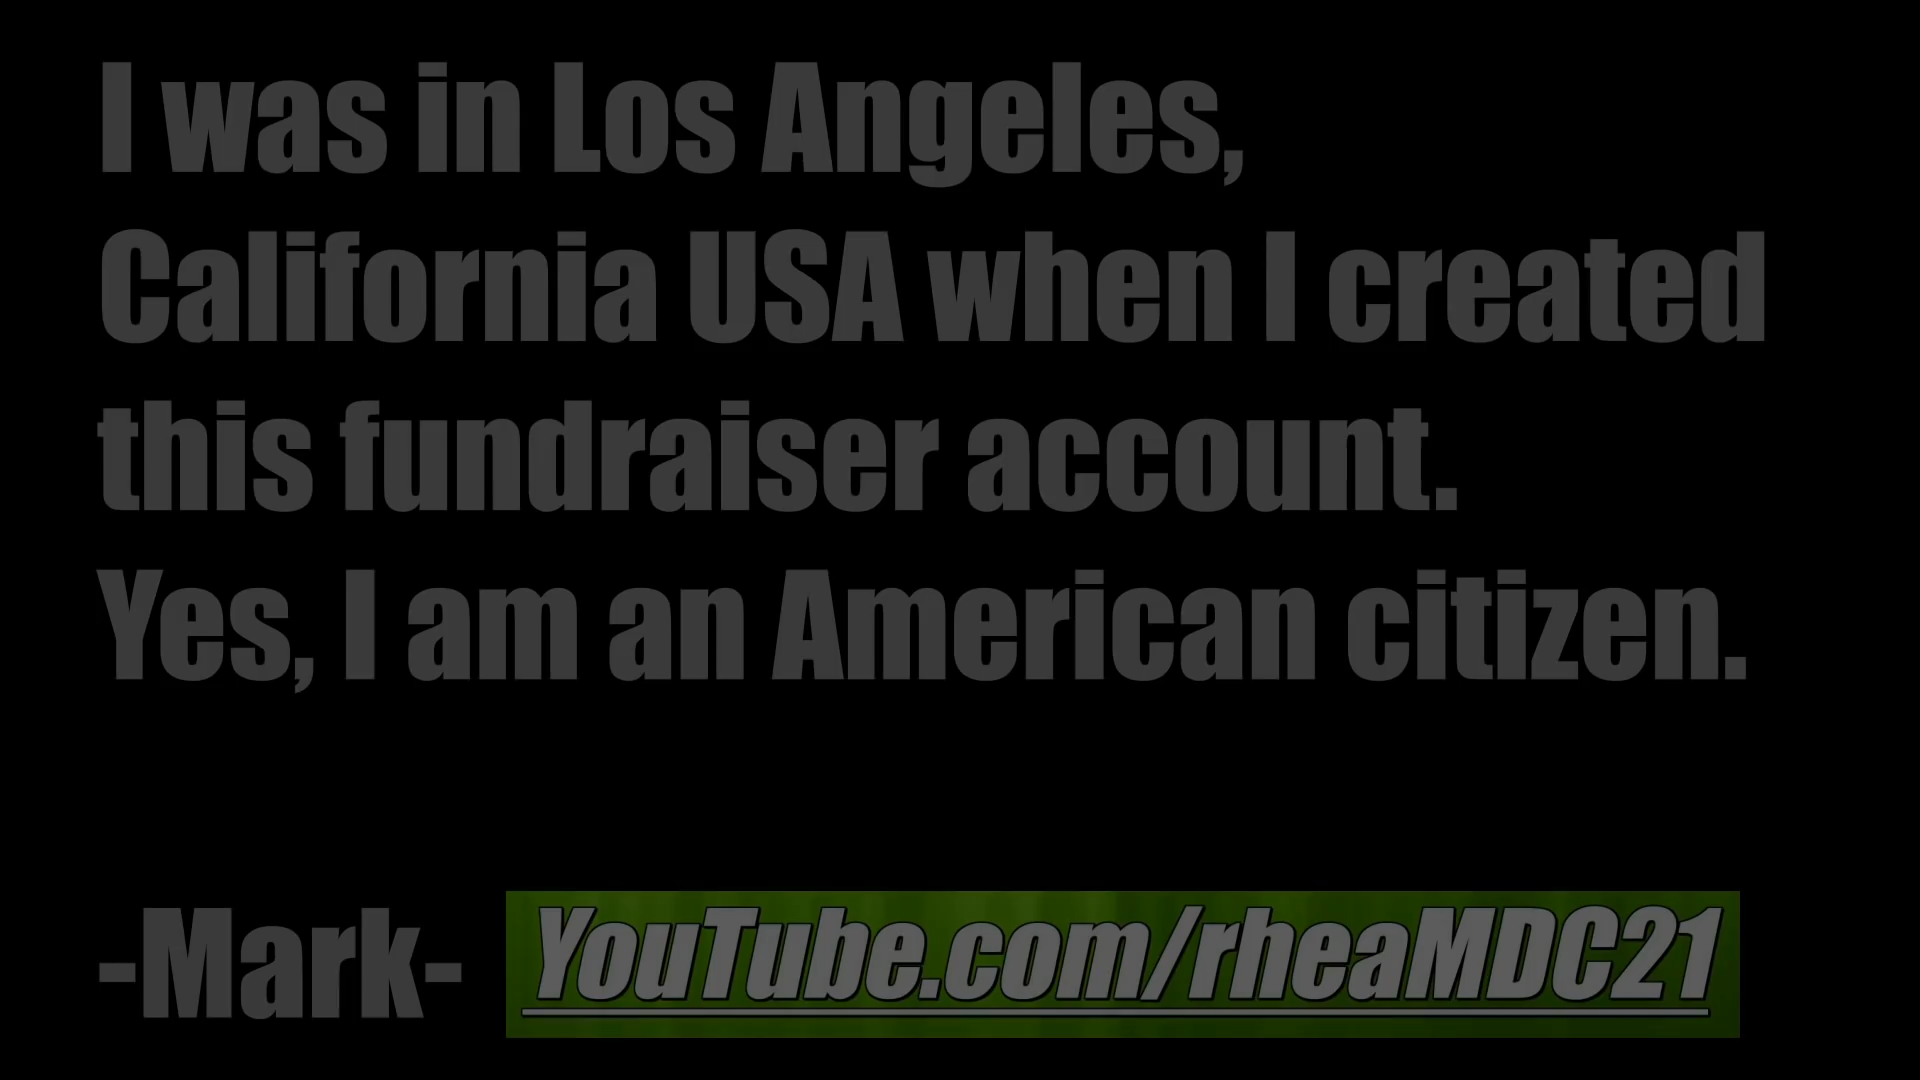 I was in Los Angeles,
California USA when I created
this fundraiser account.
Yes, I am an American citizen.
-Mark- YouTube.com/rheaMDC21